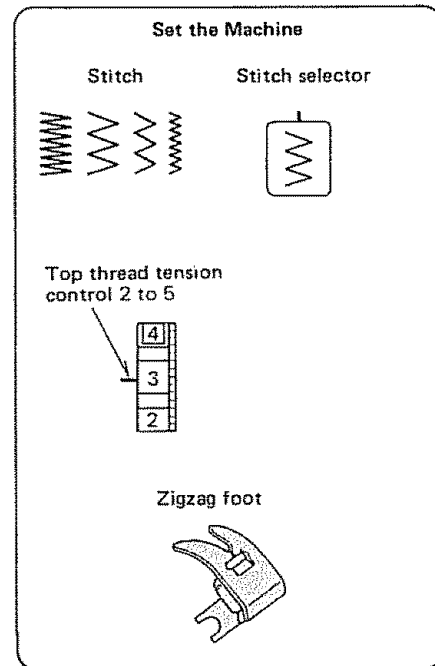 Set the Machine
Stitch
Stitch selector
Top thread tension
control 2 to 5
4
3
2
Zigzag foot